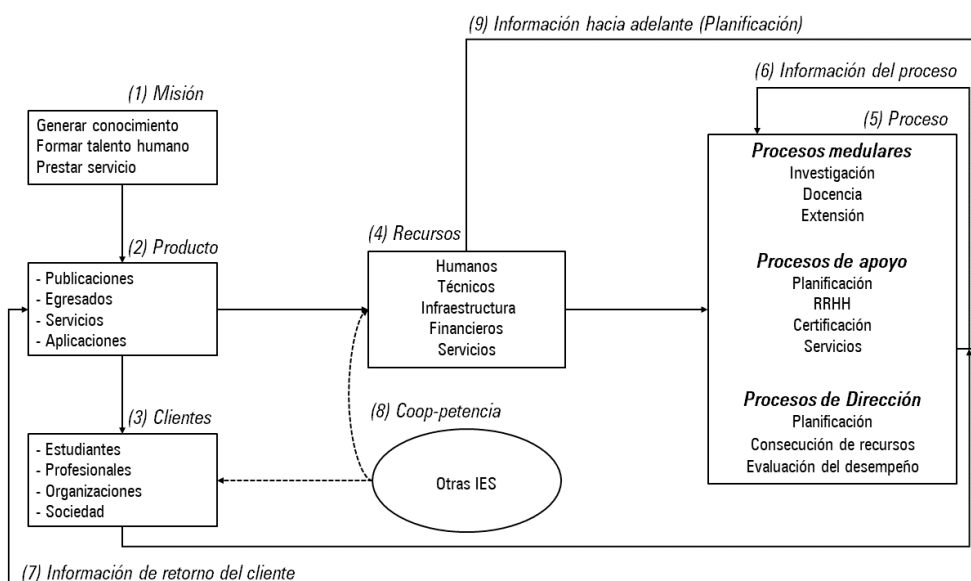 (9) Información hacia adelante (Planificación)
(6) Información del proceso
(1) Misión
Generar conocimiento
Formar talento humano
Prestar servicio
(2) Producto
- Publicaciones
- Egresados
- Servicios
- Aplicaciones
(3) Clientes
- Estudiantes
- Profesionales
- Organizaciones
- Sociedad
(4) Recursos
Humanos
Técnicos
Infraestructura
Financieros
Servicios
(8) Coop-petencia
Otras IES
(5) Proceso
Procesos medulares
Investigación
Docencia
Extensión
Procesos de apoyo
Planificación
RRHH
Certificación
Servicios
Procesos de Dirección
Planificación
Consecución de recursos
Evaluación del desempeño
(7) Información de retorno del cliente